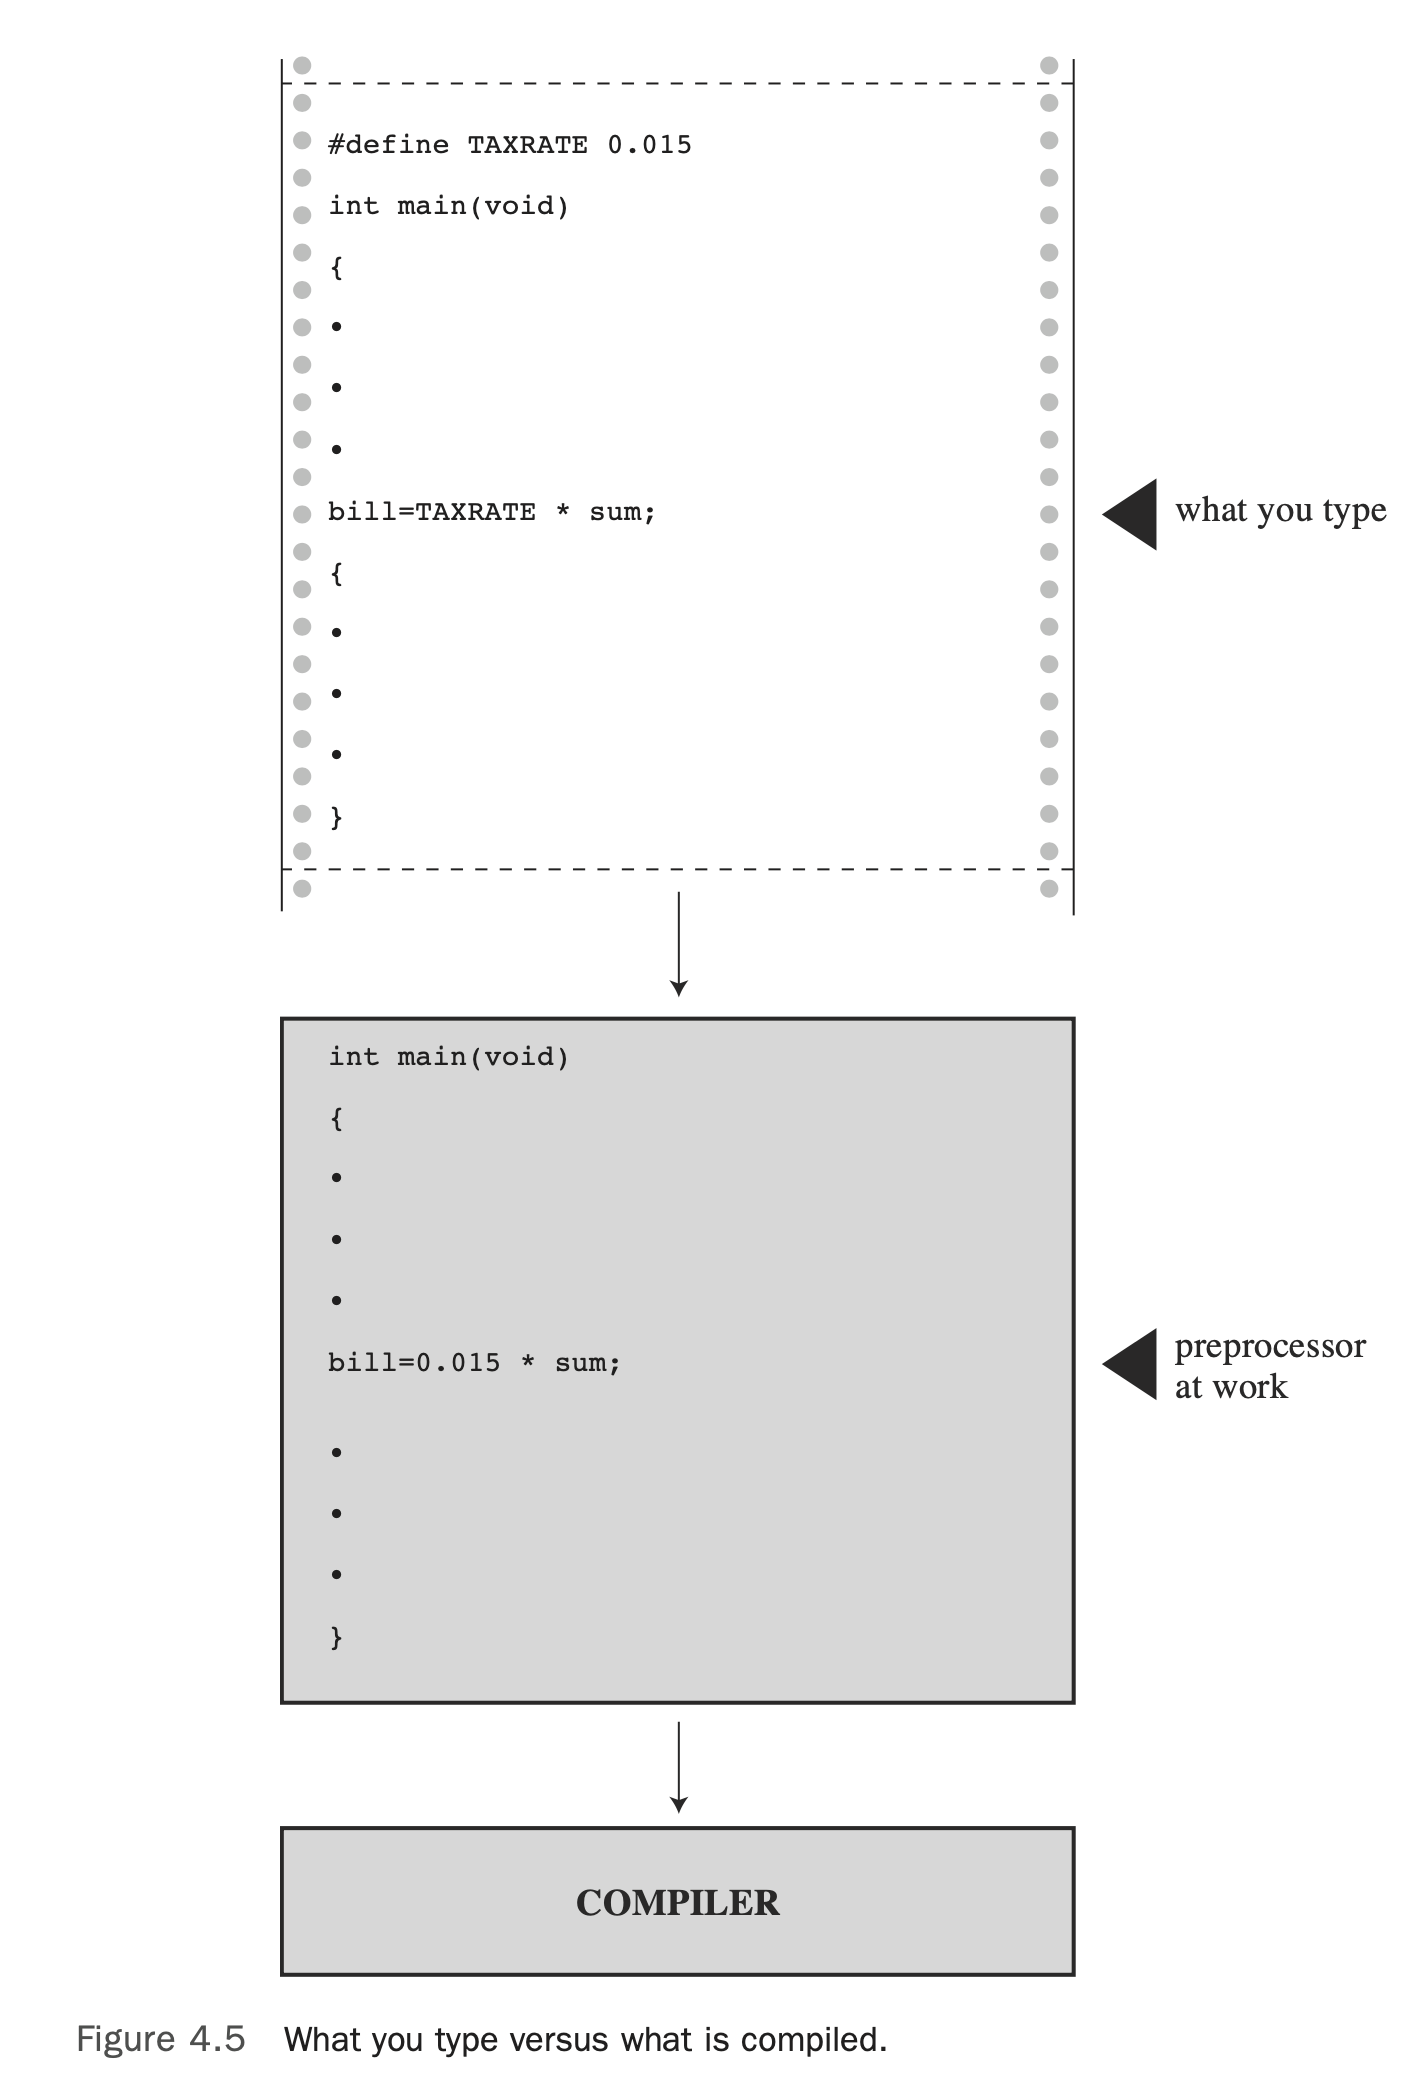 #define TAXRATE 0.015
int main(void)
{
•
•
•
bill=TAXRATE * sum;
{
•
•
•
}
what you type
int main(void)
{
•
•
•
bill=0.015 * sum;
•
•
•
}
preprocessor
at work
COMPILER
Figure 4.5 What you type versus what is compiled.